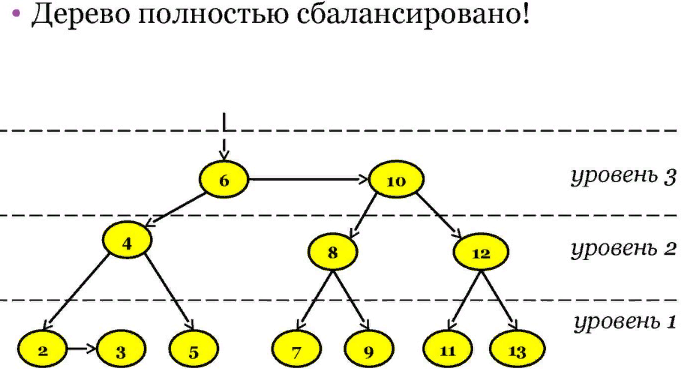 • Дерево полностью сбалансировано!
6 10 уровень 3
4 8 12 уровень 2
уровень 1
2 3 5 7 9 11 13